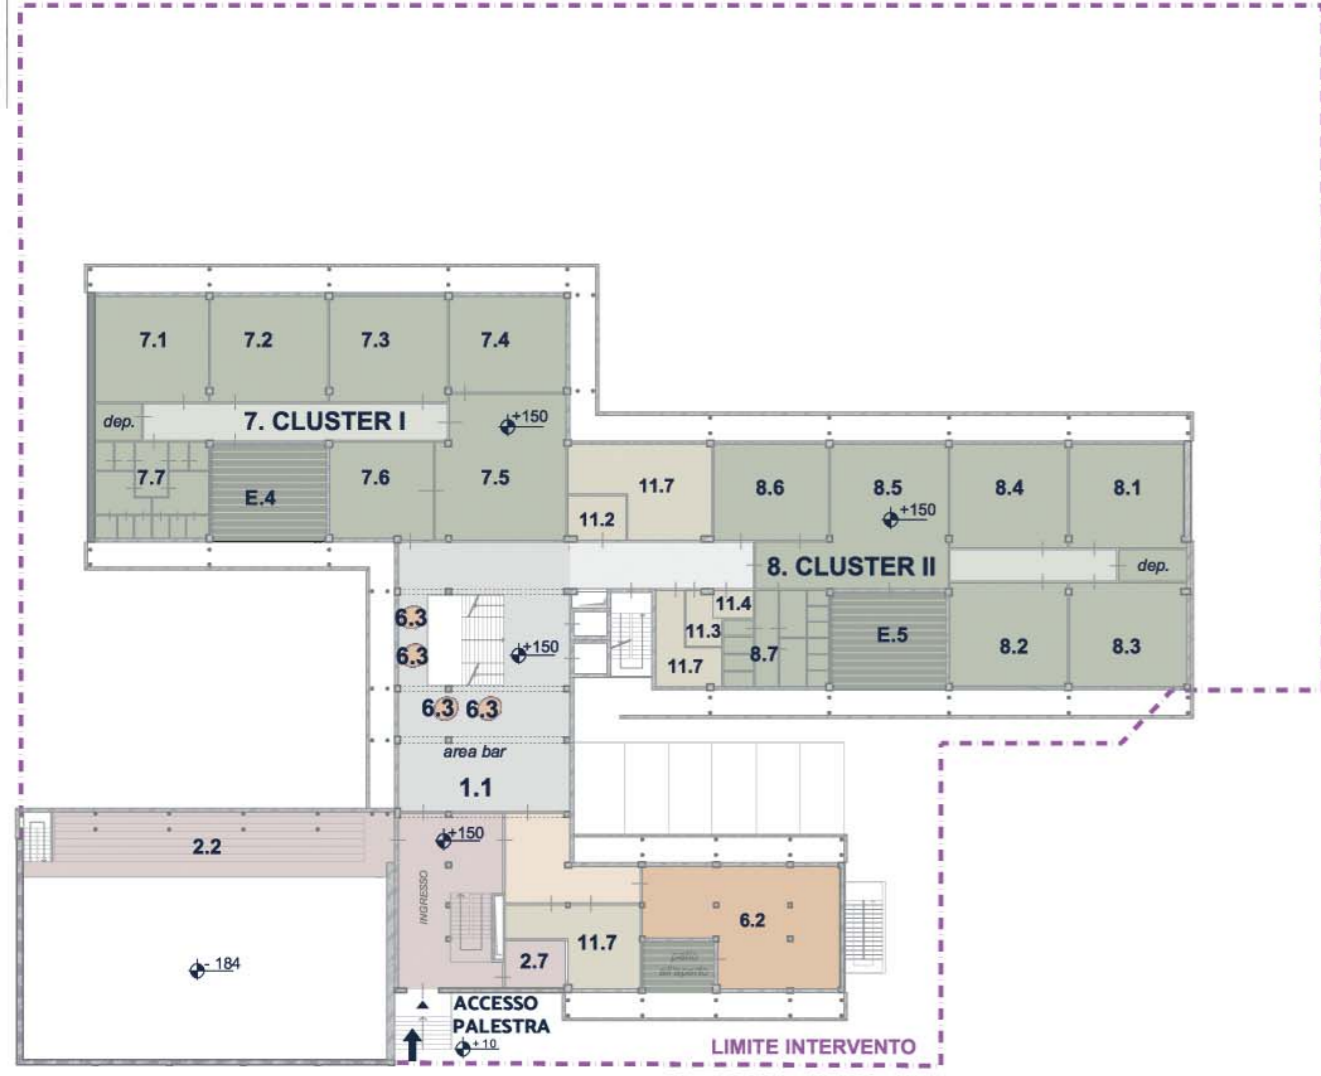 7.1 7.2 7.3 7.4
dep. 7. CLUSTER I +150
7.7 E.4 7.6 7.5 11.7 8.6 8.5 8.4 8.1
11.2 +150
8. CLUSTER II dep.
6.3 11.4
11.3 E.5
6.3 +150 11.7 8.7 8.2 8.3
6.3 6.3
area bar
1.1
+150
2.2
INGRESSO
6.2
11.7
2.7
patio
all'aperto
- 184
ACCESSO
PALESTRA
+ 10
LIMITE INTERVENTO